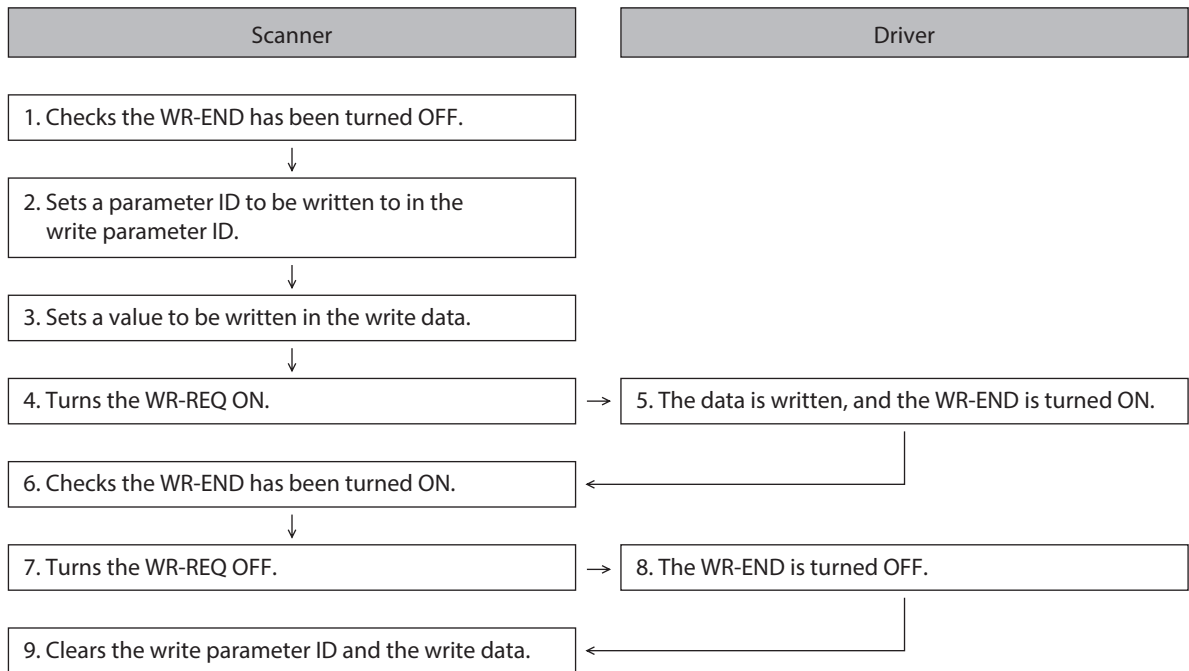 Scanner
Driver
1. Checks the WR-END has been turned OFF.
2. Sets a parameter ID to be written to in the
write parameter ID.
3. Sets a value to be written in the write data.
4. Turns the WR-REQ ON.
5. The data is written, and the WR-END is turned ON.
6. Checks the WR-END has been turned ON.
7. Turns the WR-REQ OFF.
8. The WR-END is turned OFF.
9. Clears the write parameter ID and the write data.